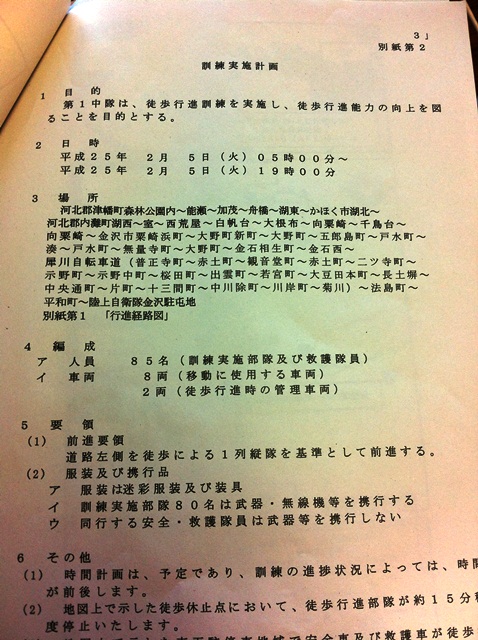 3」
別紙第2
訓練実施計画
1 目 的
第1中隊は、徒歩行進訓練を実施し、徒歩行進能力の向上を図
ることを目的とする。
2 日 時
平成25年 2月 5日(火)05時00分~
平成25年 2月 5日(火)19時00分
3 場 所
河北郡津幡町森林公園内~能瀬~加茂~舟橋~湖東~かほく市湖北~
河北郡内灘町湖西~室~西荒屋~白帆台~大根布~向粟崎~千鳥台~
向粟崎~金沢市粟崎浜町~大野町新町~大野町~五郎島町~戸水町~
湊~戸水町~無量寺町~大野町~金石相生町~金石西~
犀川自転車道(普正寺町~赤土町~観音堂町~赤土町~二ツ寺町~
示野町~示野中町~桜田町~出雲町~若宮町~大豆田本町~長土塀~
中央通町~片町~十三間町~中川除町~川岸町~菊川)~法島町~
平和町~陸上自衛隊金沢駐屯地
別紙第1 「行進経路図」
4 編 成
ア 人員 85名(訓練実施部隊及び救護隊員)
イ 車両 8両(移動に使用する車両)
2両(徒歩行進時の管理車両)
5 要 領
(1) 前進要領
道路左側を徒歩による1列縦隊を基準として前進する。
(2) 服装及び携行品
ア 服装は迷彩服装及び装具
イ 訓練実施部隊80名は武器・無線機等を携行する
ウ 同行する安全・救護隊員は武器等を携行しない
6 その他
(1) 時間計画は、予定であり、訓練の進捗状況によっては、時間
が前後します。
(2) 地図上で示した徒歩休止点において、徒歩行進部隊が約15分程
度停止いたします。